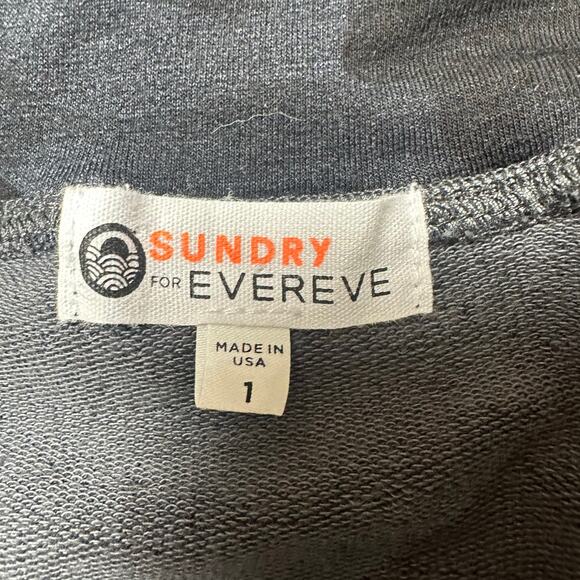 SUNDRY
FOR EVEREVE
MADE IN
USA
1